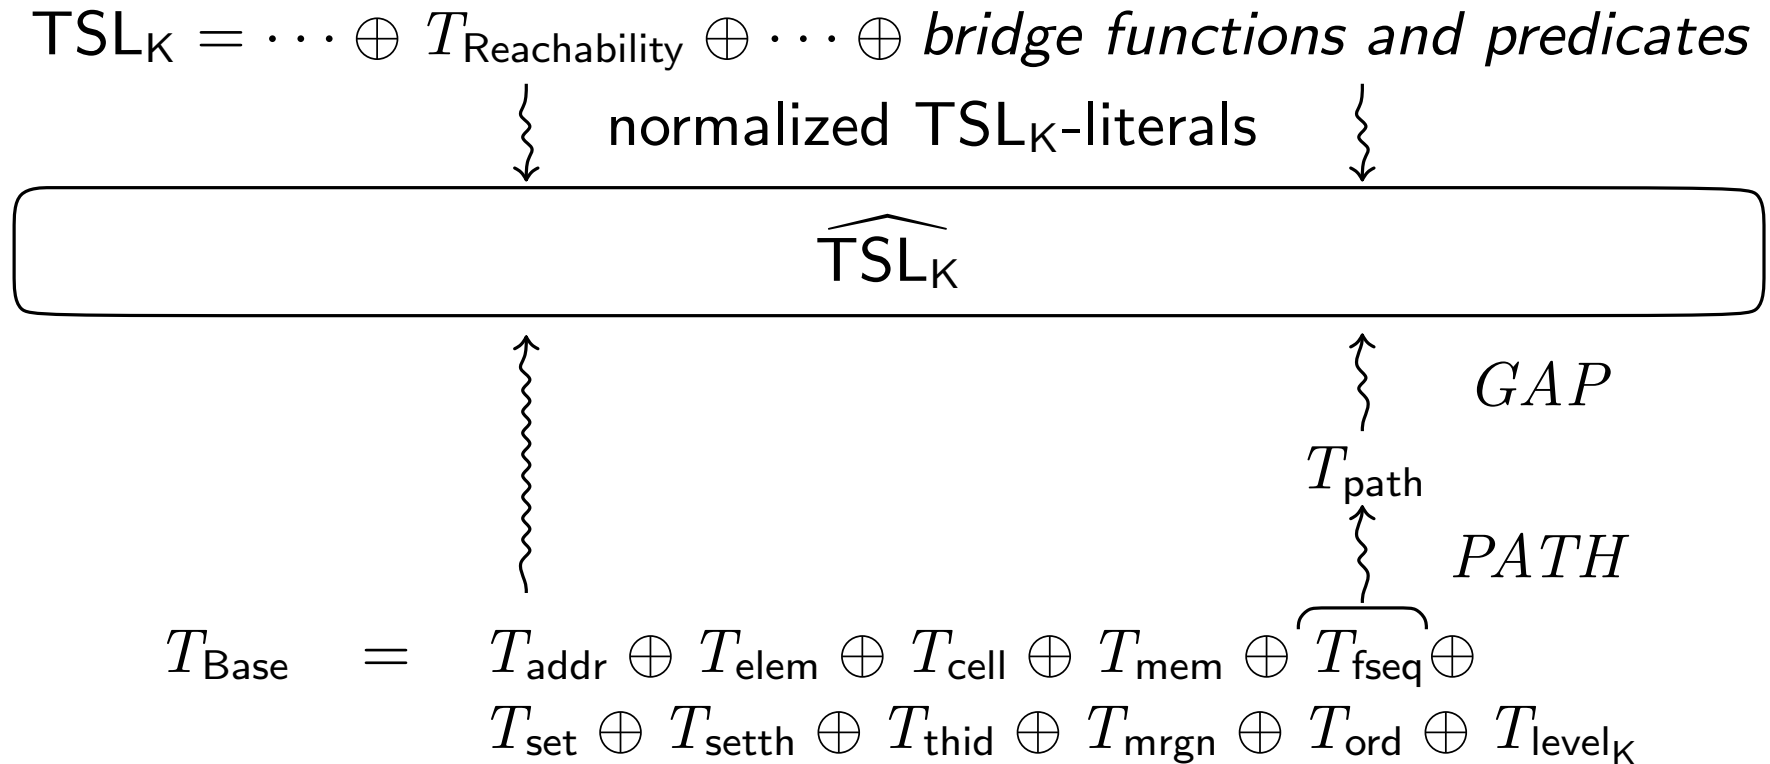 TSL_K = ⋯ ⊕ T_Reachability ⊕ ⋯ ⊕ bridge functions and predicates
normalized TSL_K-literals
\widehat{TSL_K}
GAP
T_path
PATH
T_Base = T_addr ⊕ T_elem ⊕ T_cell ⊕ T_mem ⊕ T_fseq ⊕
T_set ⊕ T_setth ⊕ T_thid ⊕ T_mrgn ⊕ T_ord ⊕ T_level_K